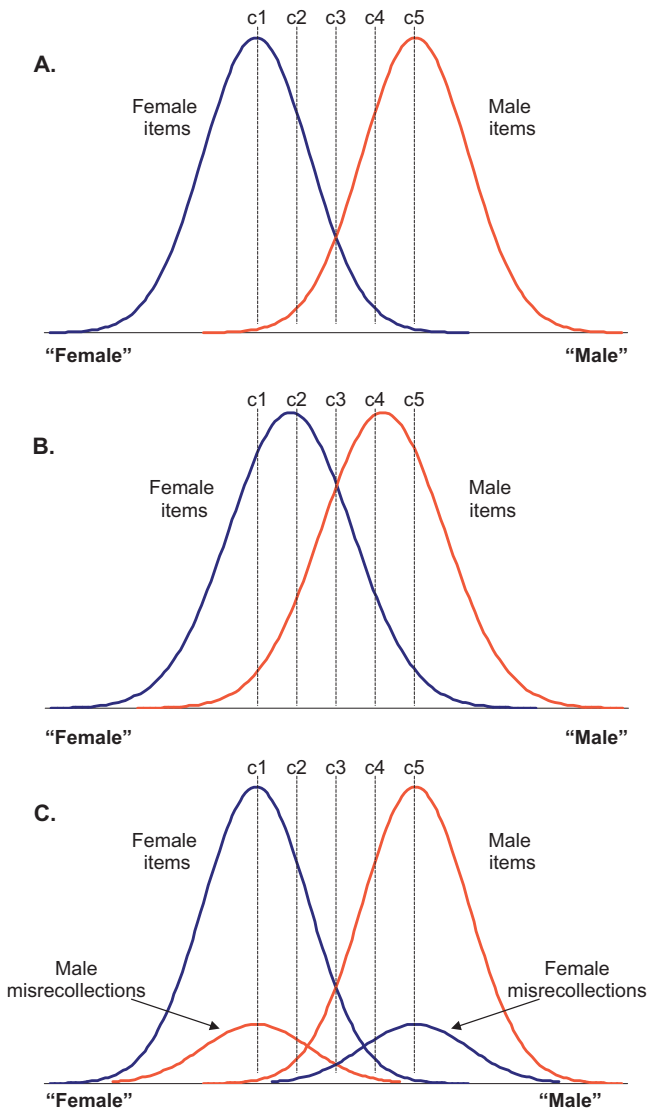 c1 c2 c3 c4 c5
A.
Female
items
Male
items
“Female” “Male”
c1 c2 c3 c4 c5
B.
Female
items
Male
items
“Female” “Male”
c1 c2 c3 c4 c5
C.
Female
items
Male
items
Male
misrecollections
Female
misrecollections
“Female” “Male”